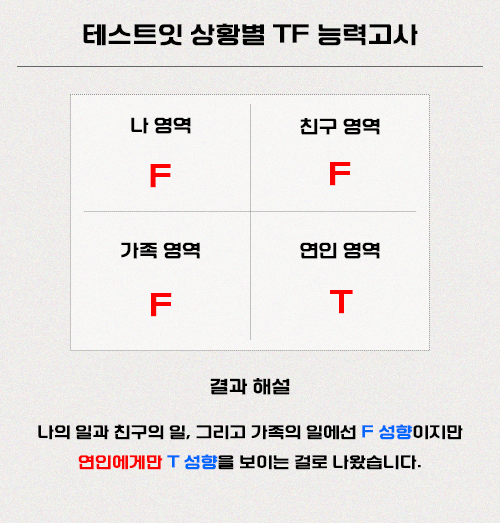 테스트잇 상황별 TF 능력고사
나 영역
F
친구 영역
F
가족 영역
F
연인 영역
T
결과 해설
나의 일과 친구의 일, 그리고 가족의 일에선 F 성향이지만
연인에게만 T 성향을 보이는 걸로 나왔습니다.